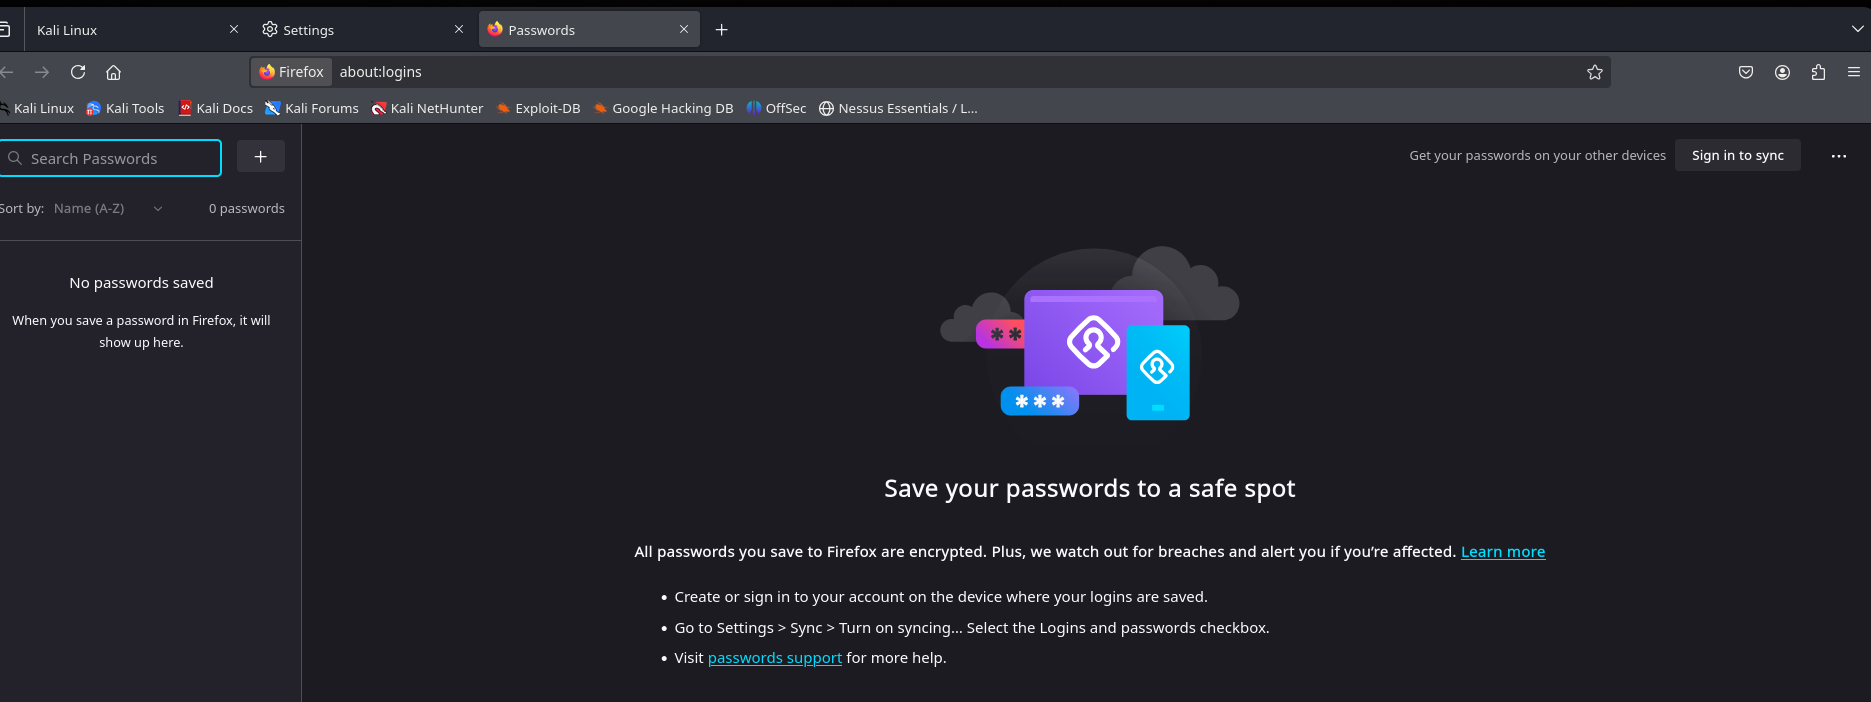 Kali Linux
Settings
Passwords
Firefox about:logins
Kali Linux Kali Tools Kali Docs Kali Forums Kali NetHunter Exploit-DB Google Hacking DB OffSec Nessus Essentials / L...
Search Passwords
Get your passwords on your other devices Sign in to sync
Sort by: Name (A-Z) 0 passwords
No passwords saved
When you save a password in Firefox, it will
show up here.
**
***
Save your passwords to a safe spot
All passwords you save to Firefox are encrypted. Plus, we watch out for breaches and alert you if you’re affected. Learn more
• Create or sign in to your account on the device where your logins are saved.
• Go to Settings > Sync > Turn on syncing… Select the Logins and passwords checkbox.
• Visit passwords support for more help.